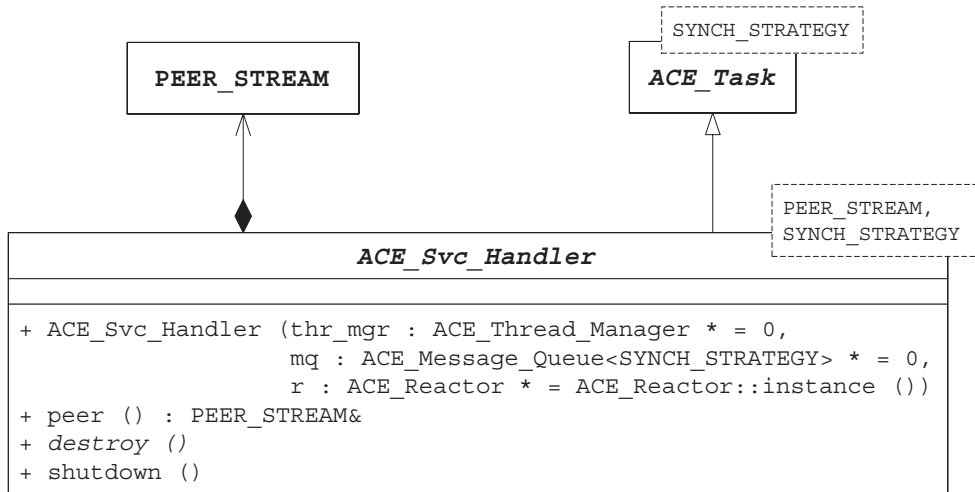 SYNCH_STRATEGY
PEER_STREAM
ACE_Task
PEER_STREAM,
SYNCH_STRATEGY
ACE_Svc_Handler
+ ACE_Svc_Handler (thr_mgr : ACE_Thread_Manager * = 0,
mq : ACE_Message_Queue<SYNCH_STRATEGY> * = 0,
r : ACE_Reactor * = ACE_Reactor::instance ())
+ peer () : PEER_STREAM&
+ destroy ()
+ shutdown ()